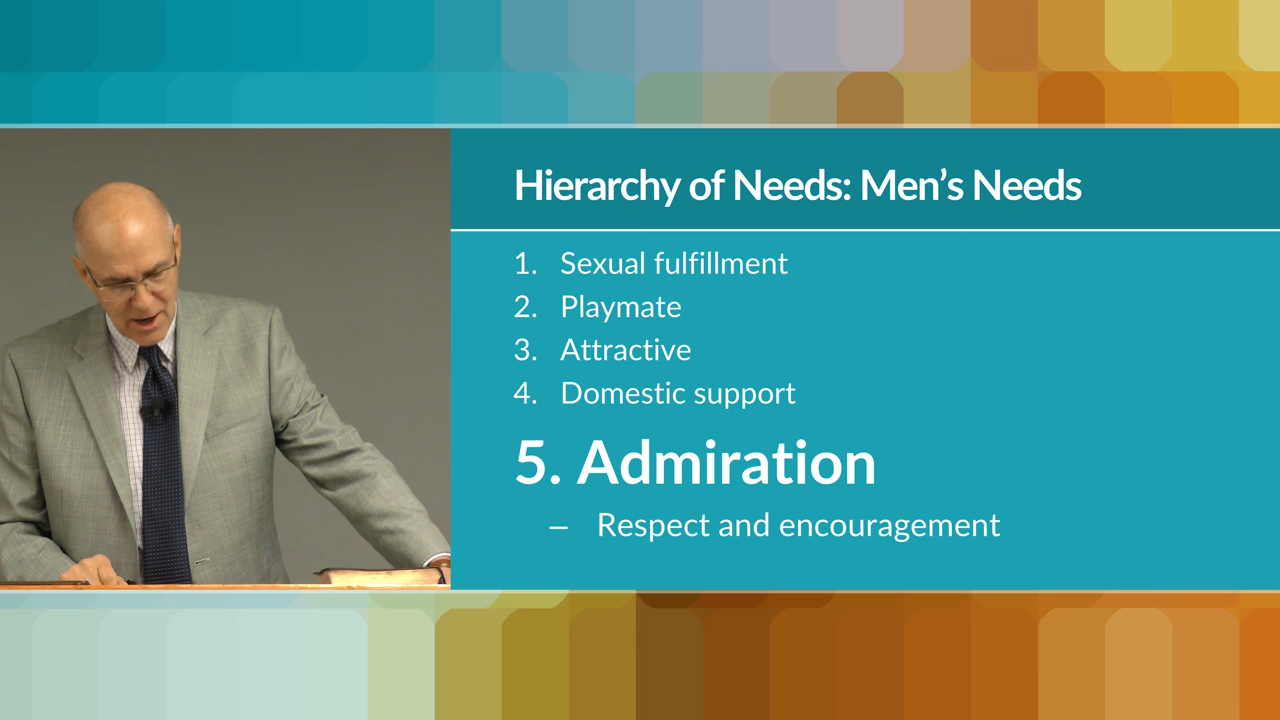 Hierarchy of Needs: Men’s Needs
1. Sexual fulfillment
2. Playmate
3. Attractive
4. Domestic support
5. Admiration
– Respect and encouragement